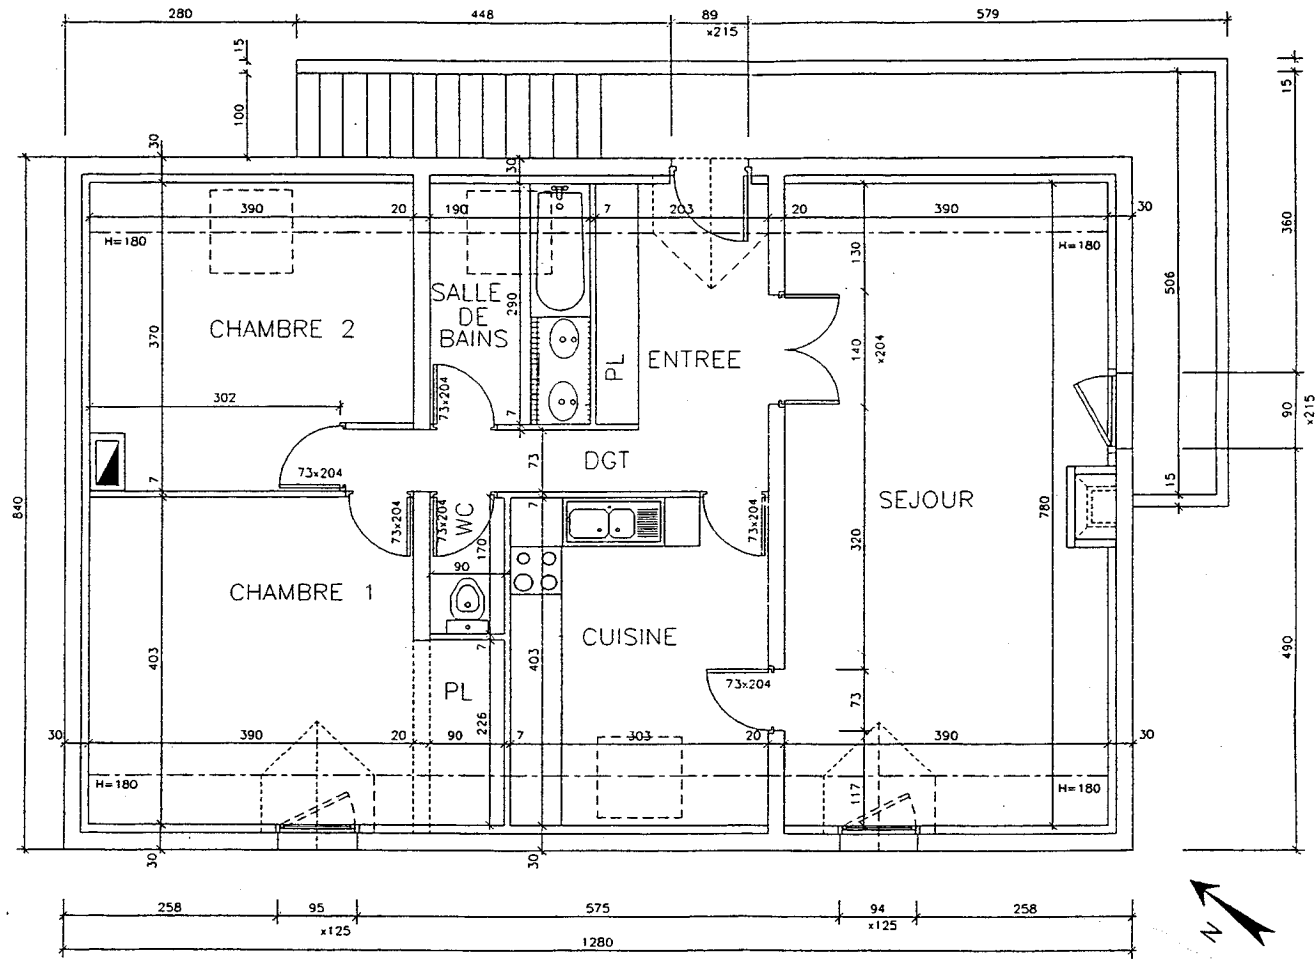 280
448
89
x215
579
15
100
30
30
15
390
20
190
7
203
20
390
30
H=180
H=180
130
360
506
SALLE
DE
BAINS
290
CHAMBRE 2
370
PL
ENTREE
140
x204
302
73x204
7
90
x215
73x204
73
DGT
7
840
73x204
73x204
WC
7
73x204
SEJOUR
780
15
170
320
90
CHAMBRE 1
CUISINE
403
7
403
490
PL
73x204
73
226
30
390
20
90
7
303
20
390
30
H=180
H=180
117
30
30
258
95
x125
575
94
x125
258
1280
N